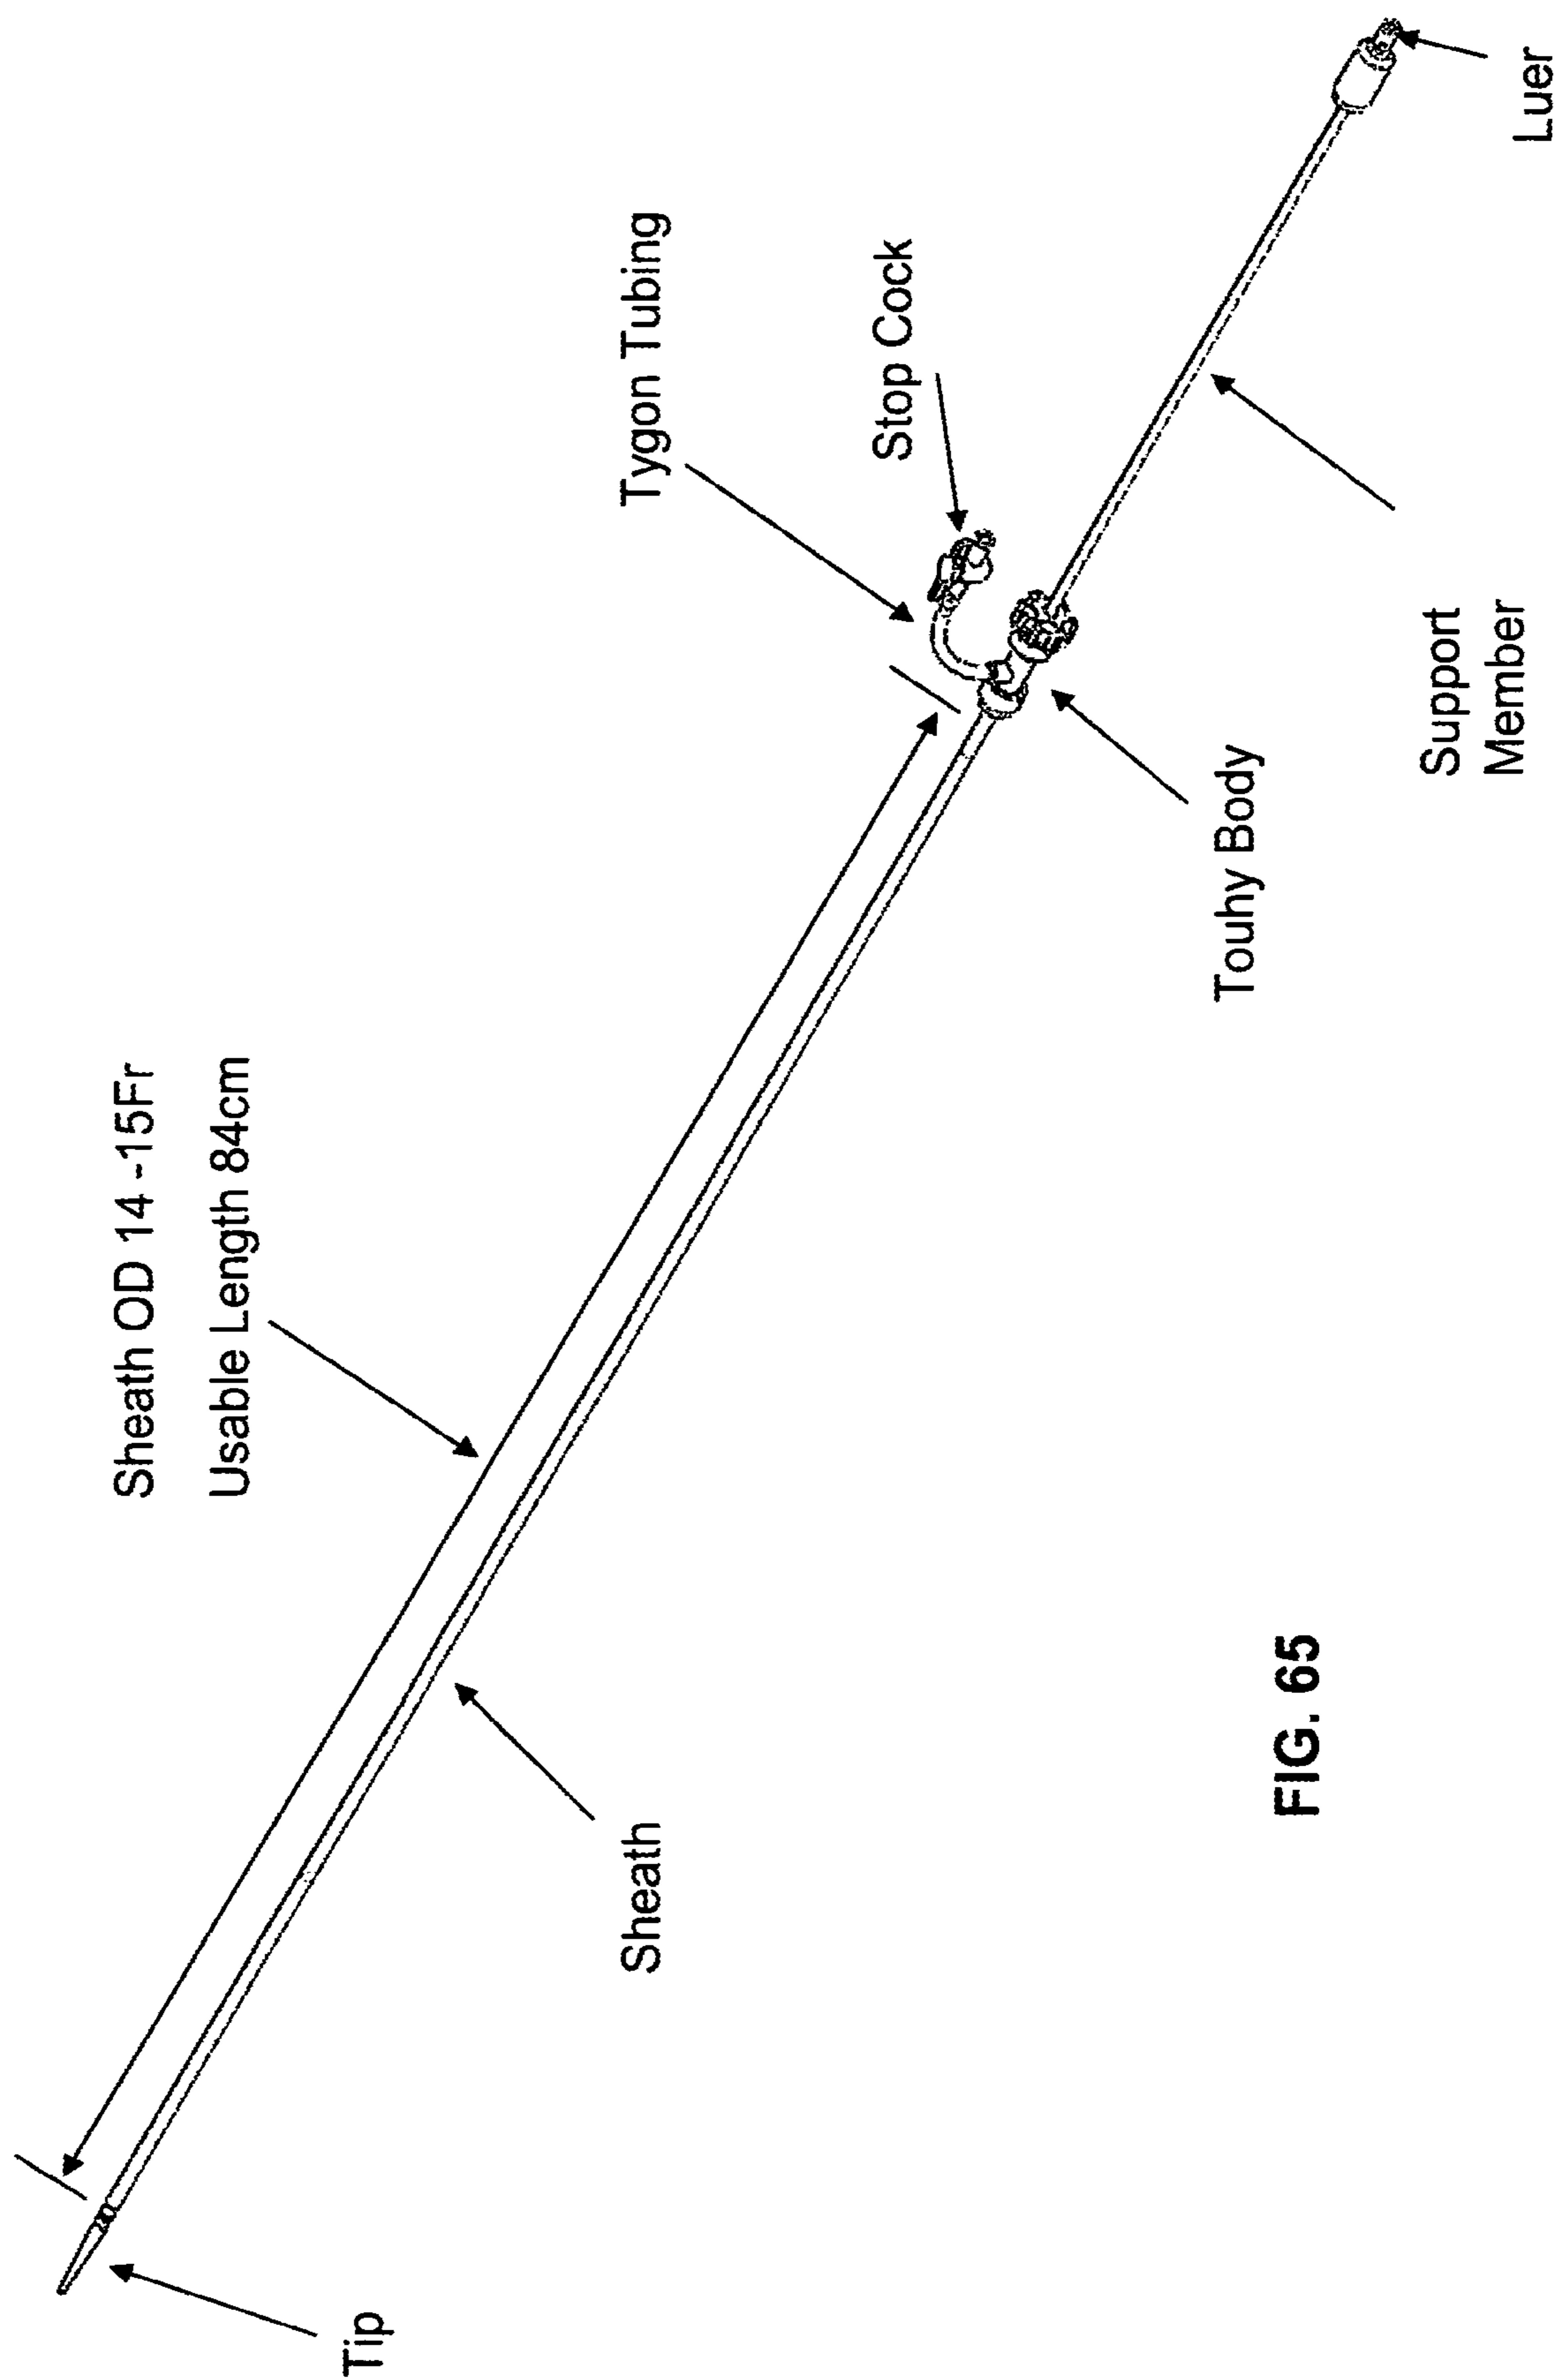 Sheath OD 14 -15Fr
Usable Length 84cm
Tip
Sheath
Tygon Tubing
Stop Cock
Touhy Body
Support
Member
Luer
FIG. 65